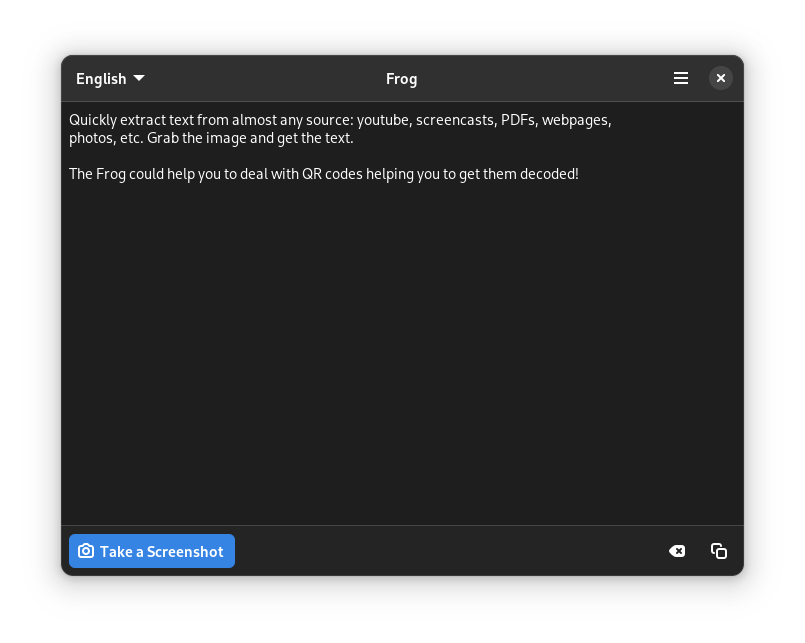 English
Frog
Quickly extract text from almost any source: youtube, screencasts, PDFs, webpages,
photos, etc. Grab the image and get the text.
The Frog could help you to deal with QR codes helping you to get them decoded!
Take a Screenshot